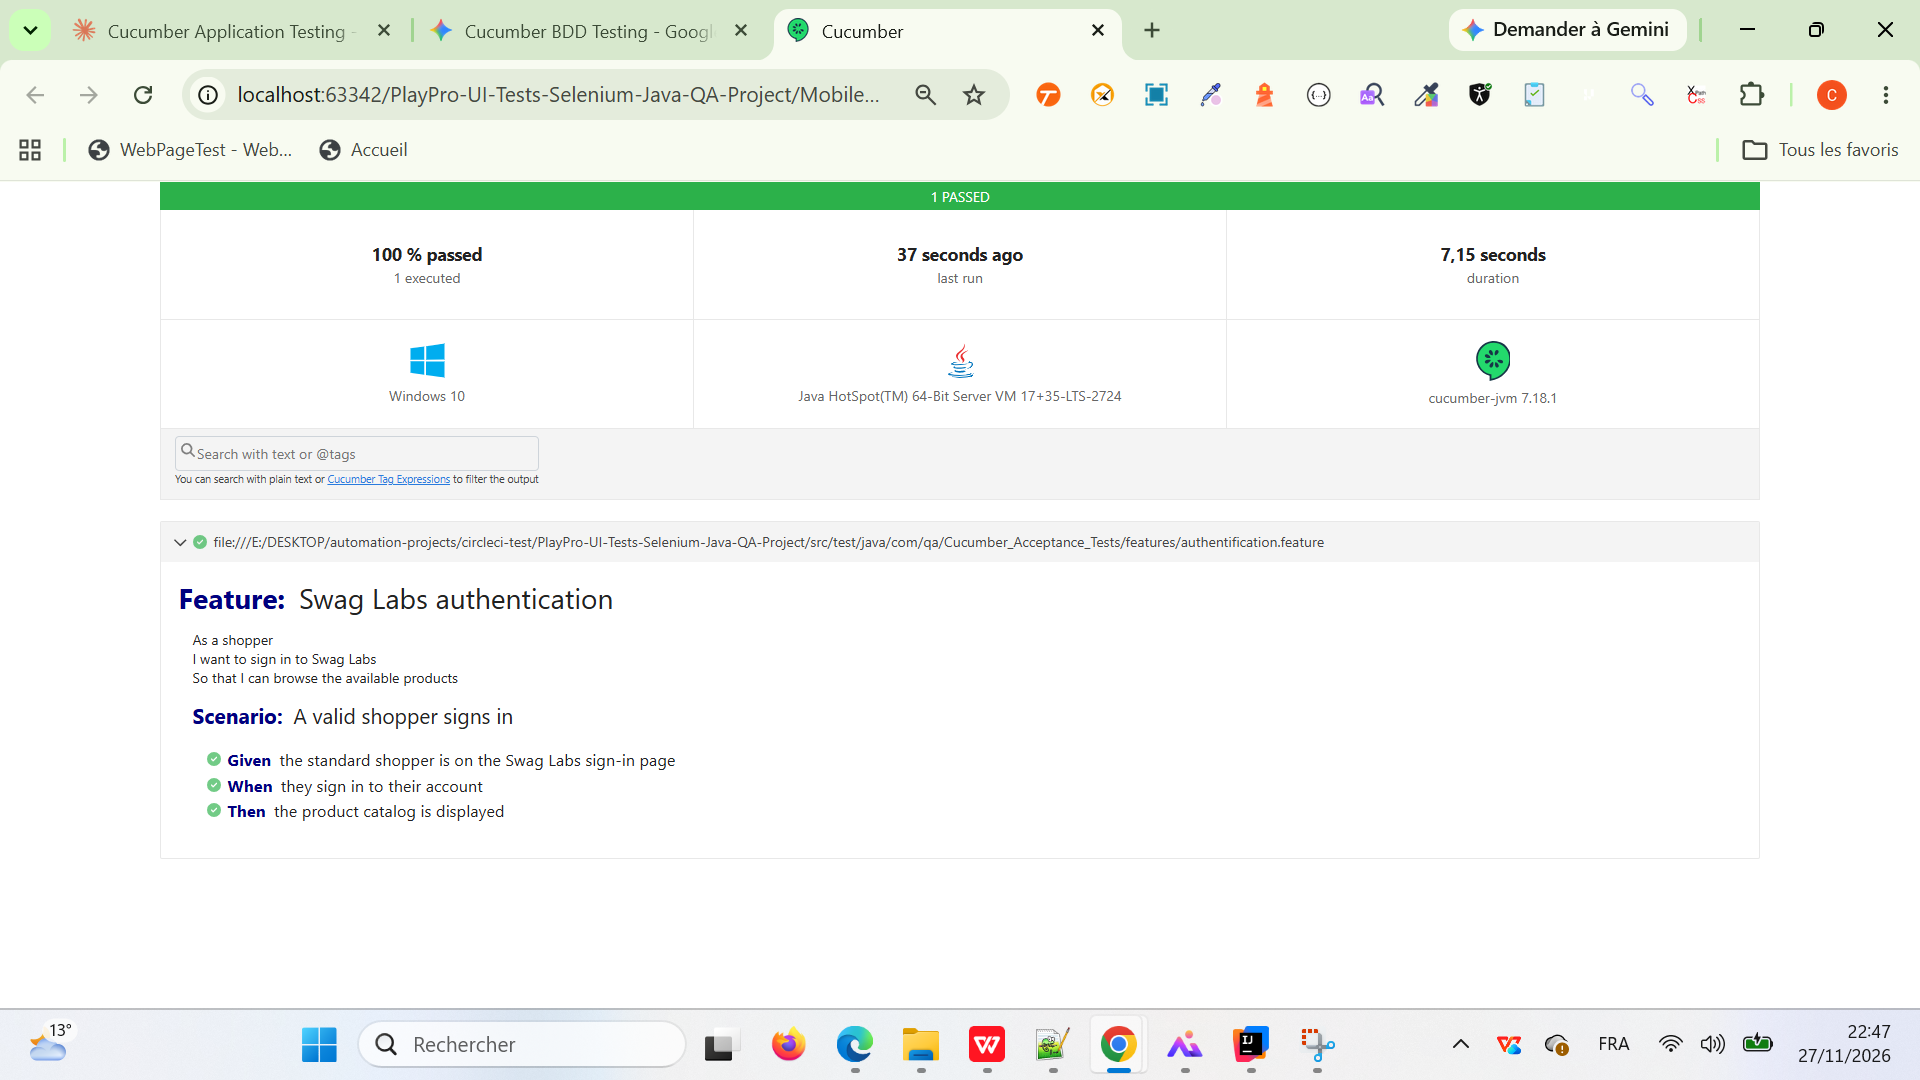 Cucumber Application Testing -
Cucumber BDD Testing - Googl
Cucumber
Demander à Gemini
localhost:63342/PlayPro-UI-Tests-Selenium-Java-QA-Project/Mobile...
C
WebPageTest - Web...
Accueil
Tous les favoris
1 PASSED
100 % passed
1 executed
37 seconds ago
last run
7,15 seconds
duration
Windows 10
Java HotSpot(TM) 64-Bit Server VM 17+35-LTS-2724
cucumber-jvm 7.18.1
Search with text or @tags
You can search with plain text or Cucumber Tag Expressions to filter the output
file:///E:/DESKTOP/automation-projects/circleci-test/PlayPro-UI-Tests-Selenium-Java-QA-Project/src/test/java/com/qa/Cucumber_Acceptance_Tests/features/authentification.feature
Feature: Swag Labs authentication
As a shopper
I want to sign in to Swag Labs
So that I can browse the available products
Scenario: A valid shopper signs in
Given the standard shopper is on the Swag Labs sign-in page
When they sign in to their account
Then the product catalog is displayed
13°
Rechercher
FRA
22:47
27/11/2026